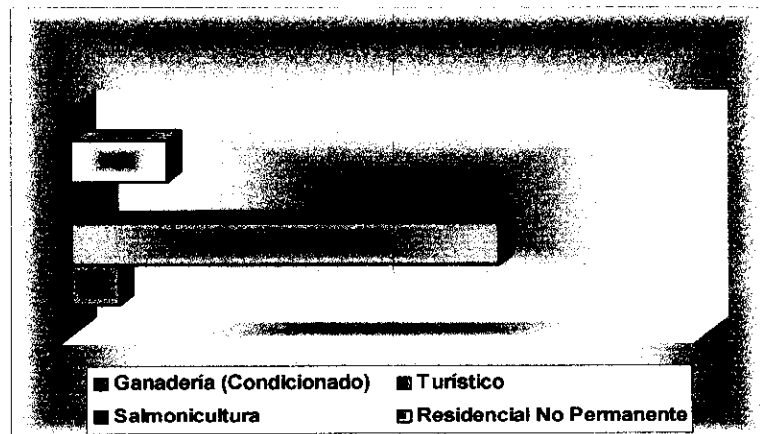 Ganadería (Condicionado) Turístico
Salmonicultura Residencial No Permanente